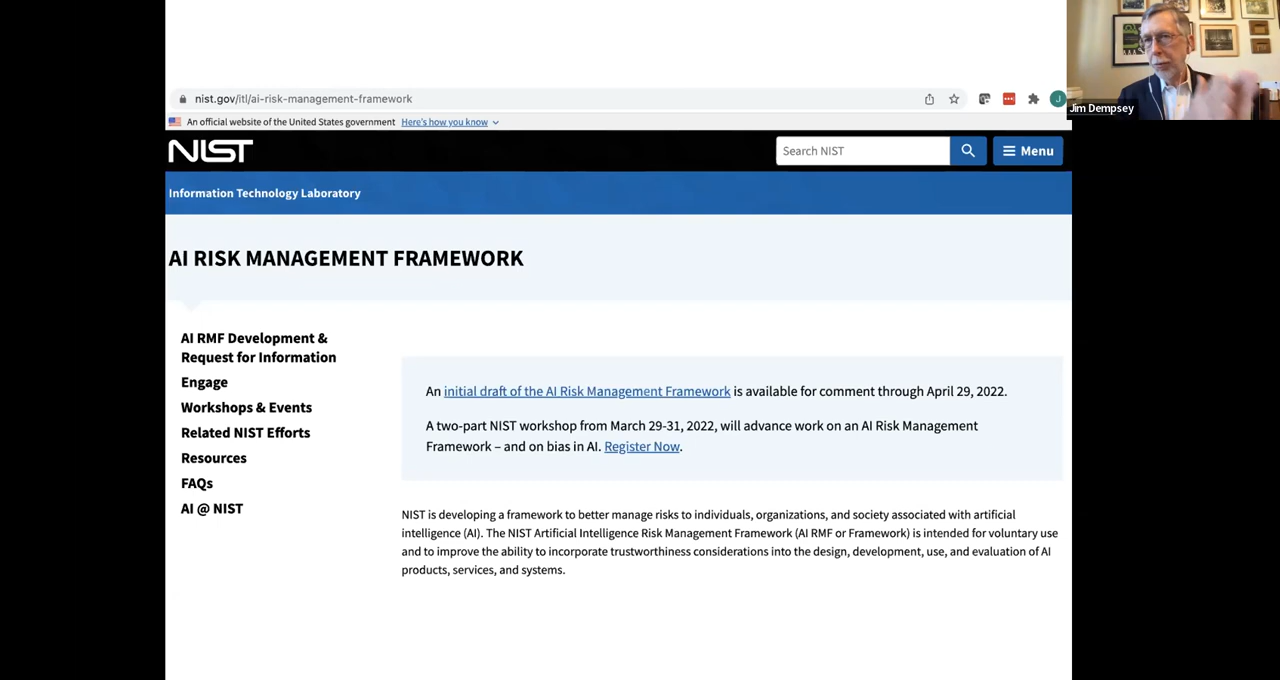 nist.gov/itl/ai-risk-management-framework
J
Jim Dempsey
An official website of the United States government Here's how you know
NIST
Search NIST
Menu
Information Technology Laboratory
AI RISK MANAGEMENT FRAMEWORK
AI RMF Development &
Request for Information
Engage
Workshops & Events
Related NIST Efforts
Resources
FAQs
AI @ NIST
An initial draft of the AI Risk Management Framework is available for comment through April 29, 2022.
A two-part NIST workshop from March 29-31, 2022, will advance work on an AI Risk Management
Framework – and on bias in AI. Register Now.
NIST is developing a framework to better manage risks to individuals, organizations, and society associated with artificial
intelligence (AI). The NIST Artificial Intelligence Risk Management Framework (AI RMF or Framework) is intended for voluntary use
and to improve the ability to incorporate trustworthiness considerations into the design, development, use, and evaluation of AI
products, services, and systems.